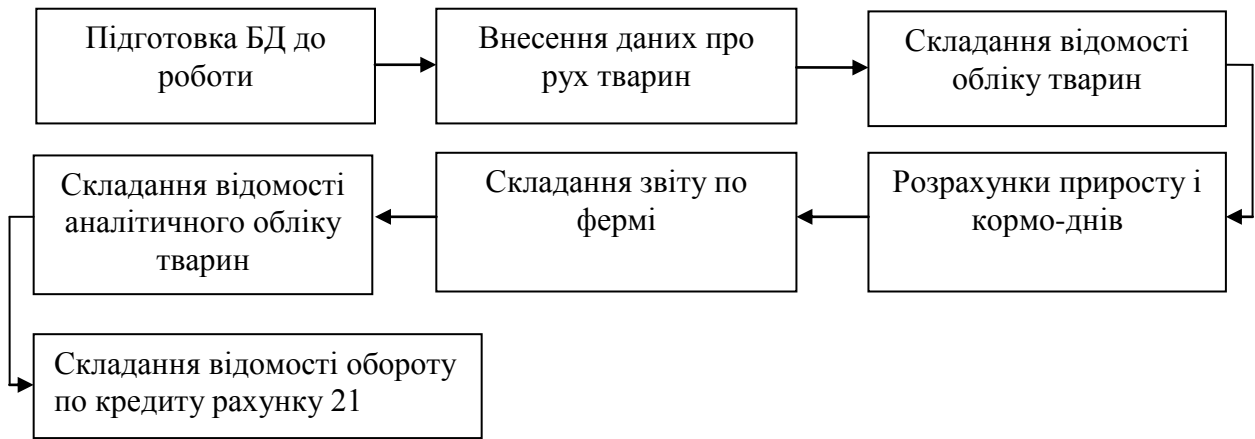 Підготовка БД до
роботи
Внесення даних про
рух тварин
Складання відомості
обліку тварин
Розрахунки приросту і
кормо-днів
Складання звіту по
фермі
Складання відомості
аналітичного обліку
тварин
Складання відомості обороту
по кредиту рахунку 21